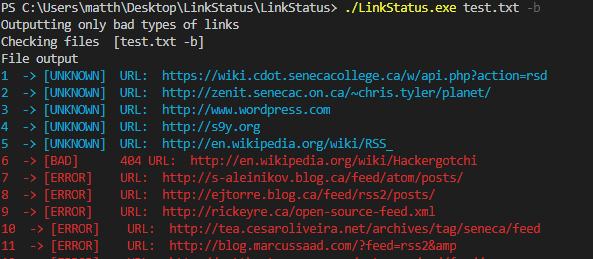 PS C:\Users\matth\Desktop\LinkStatus\LinkStatus> ./LinkStatus.exe test.txt -b
Outputting only bad types of links
Checking files  [test.txt -b]
File output
1  -> [UNKNOWN]  URL:  https://wiki.cdot.senecacollege.ca/w/api.php?action=rsd
2  -> [UNKNOWN]  URL:  http://zenit.senecac.on.ca/~chris.tyler/planet/
3  -> [UNKNOWN]  URL:  http://www.wordpress.com
4  -> [UNKNOWN]  URL:  http://s9y.org
5  -> [UNKNOWN]  URL:  http://en.wikipedia.org/wiki/RSS_
6  -> [BAD]     404 URL:  http://en.wikipedia.org/wiki/Hackergotchi
7  -> [ERROR]    URL:  http://s-aleinikov.blog.ca/feed/atom/posts/
8  -> [ERROR]    URL:  http://ejtorre.blog.ca/feed/rss2/posts/
9  -> [ERROR]    URL:  http://rickeyre.ca/open-source-feed.xml
10  -> [ERROR]    URL:  http://tea.cesaroliveira.net/archives/tag/seneca/feed
11  -> [ERROR]    URL:  http://blog.marcussaad.com/?feed=rss2&amp